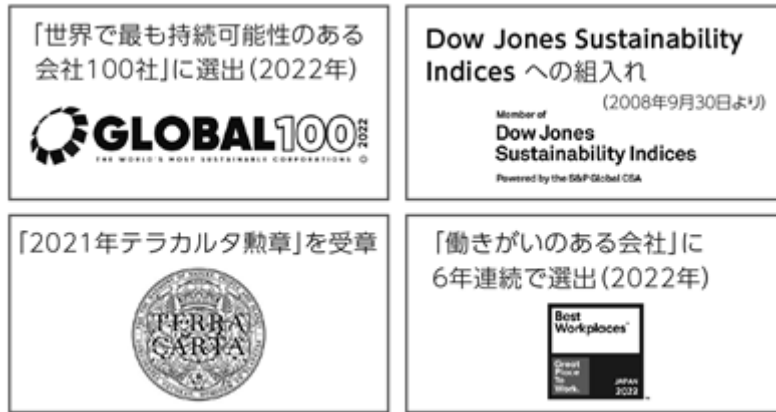 「世界で最も持続可能性のある
会社100社」に選出(2022年)
GLOBAL100
THE WORLD'S MOST SUSTAINABLE CORPORATIONS
© 2022
Dow Jones Sustainability
Indices への組入れ
(2008年9月30日より)
Member of
Dow Jones
Sustainability Indices
Powered by the S&P Global CSA
「2021年テラカルタ勲章」を受章
TERRA
CARTA
「働きがいのある会社」に
6年連続で選出(2022年)
Best
Workplaces™
Great
Place
To
Work.
JAPAN
2022